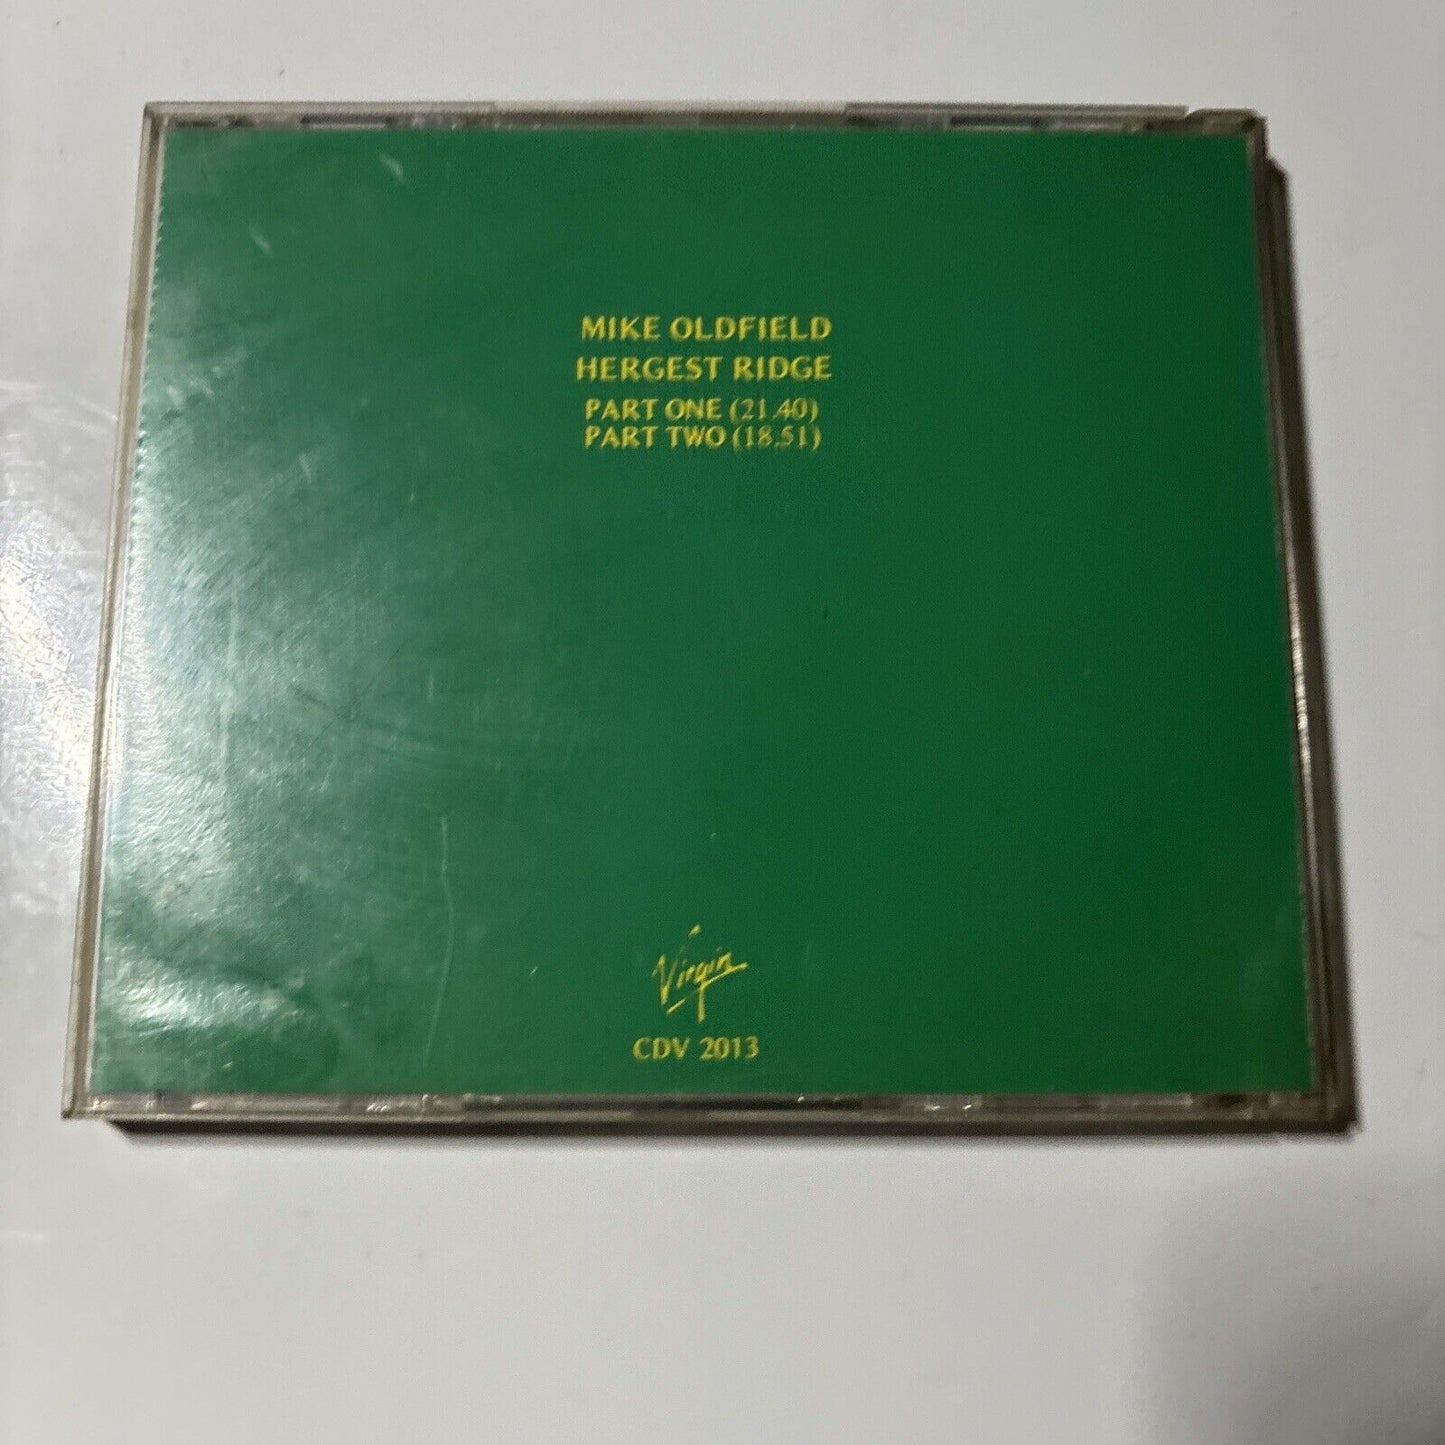 MIKE OLDFIELD
HERGEST RIDGE
PART ONE (21.40)
PART TWO (18.51)
Virgin
CDV 2013